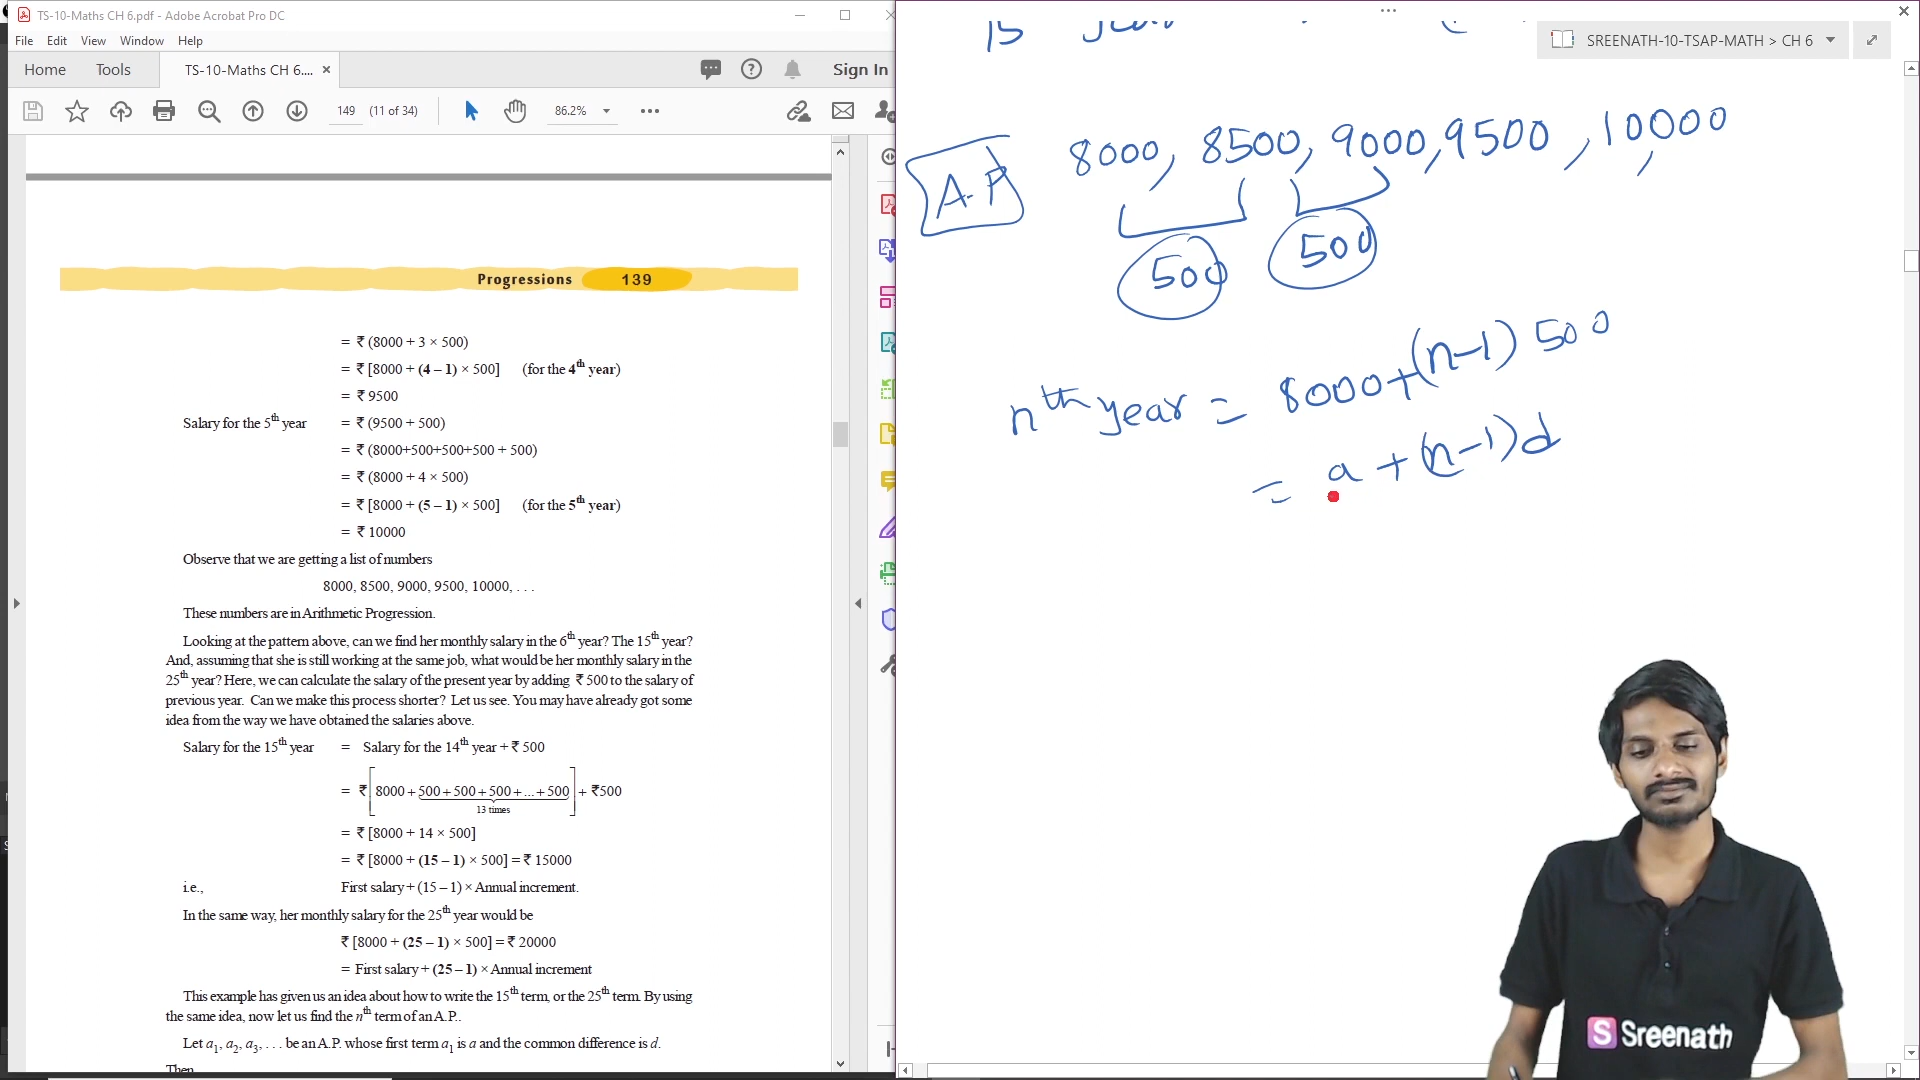 TS-10-Maths CH 6.pdf - Adobe Acrobat Pro DC
File Edit View Window Help
Home Tools TS-10-Maths CH 6.... × Sign In
149 (11 of 34) 86.2%
Progressions 139
= ₹ (8000 + 3 × 500)
= ₹ [8000 + (4 – 1) × 500] (for the 4th year)
= ₹ 9500
Salary for the 5th year = ₹ (9500 + 500)
= ₹ (8000+500+500+500 + 500)
= ₹ (8000 + 4 × 500)
= ₹ [8000 + (5 – 1) × 500] (for the 5th year)
= ₹ 10000
Observe that we are getting a list of numbers
8000, 8500, 9000, 9500, 10000, . . .
These numbers are in Arithmetic Progression.
Looking at the pattern above, can we find her monthly salary in the 6th year? The 15th year?
And, assuming that she is still working at the same job, what would be her monthly salary in the
25th year? Here, we can calculate the salary of the present year by adding ₹ 500 to the salary of
previous year. Can we make this process shorter? Let us see. You may have already got some
idea from the way we have obtained the salaries above.
Salary for the 15th year = Salary for the 14th year + ₹ 500
= ₹ [8000 + 500 + 500 + 500 + ... + 500] + ₹500
13 times
= ₹ [8000 + 14 × 500]
= ₹ [8000 + (15 – 1) × 500] = ₹ 15000
i.e., First salary + (15 – 1) × Annual increment.
In the same way, her monthly salary for the 25th year would be
₹ [8000 + (25 – 1) × 500] = ₹ 20000
= First salary + (25 – 1) × Annual increment
This example has given us an idea about how to write the 15th term, or the 25th term. By using
the same idea, now let us find the nth term of an A.P..
Let a1, a2, a3, . . . be an A.P. whose first term a1 is a and the common difference is d.
Then
SREENATH-10-TSAP-MATH > CH 6
A.P 8000, 8500, 9000, 9500, 10000,
500 500
nth year = 8000+(n-1) 500
= a + (n-1)d
S Sreenath